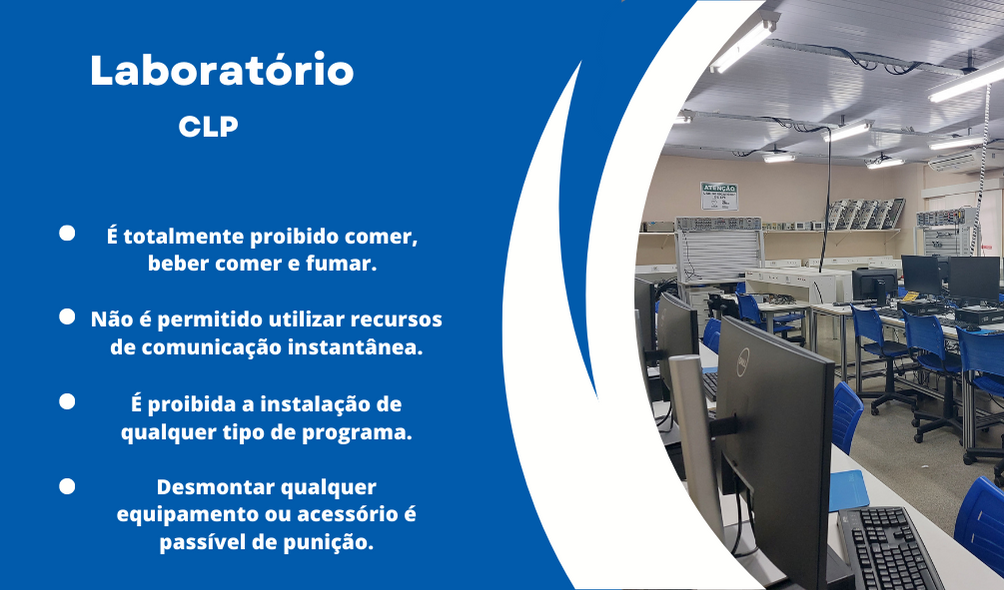 Laboratório
CLP
É totalmente proibido comer,
beber comer e fumar.
Não é permitido utilizar recursos
de comunicação instantânea.
É proibida a instalação de
qualquer tipo de programa.
Desmontar qualquer
equipamento ou acessório é
passível de punição.
ATENÇÃO
DELL